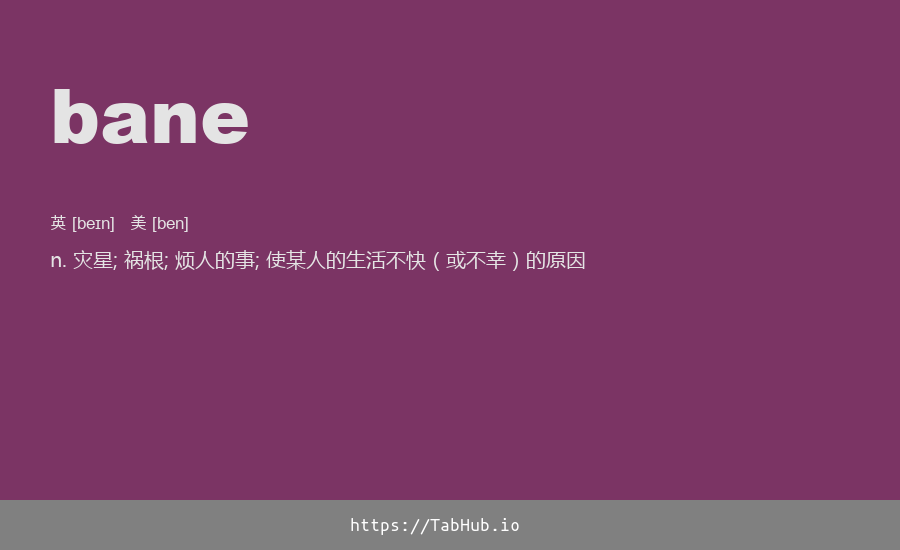 bane
英 [beɪn] 美 [ben]
n. 灾星; 祸根; 烦人的事; 使某人的生活不快（或不幸）的原因
https://TabHub.io